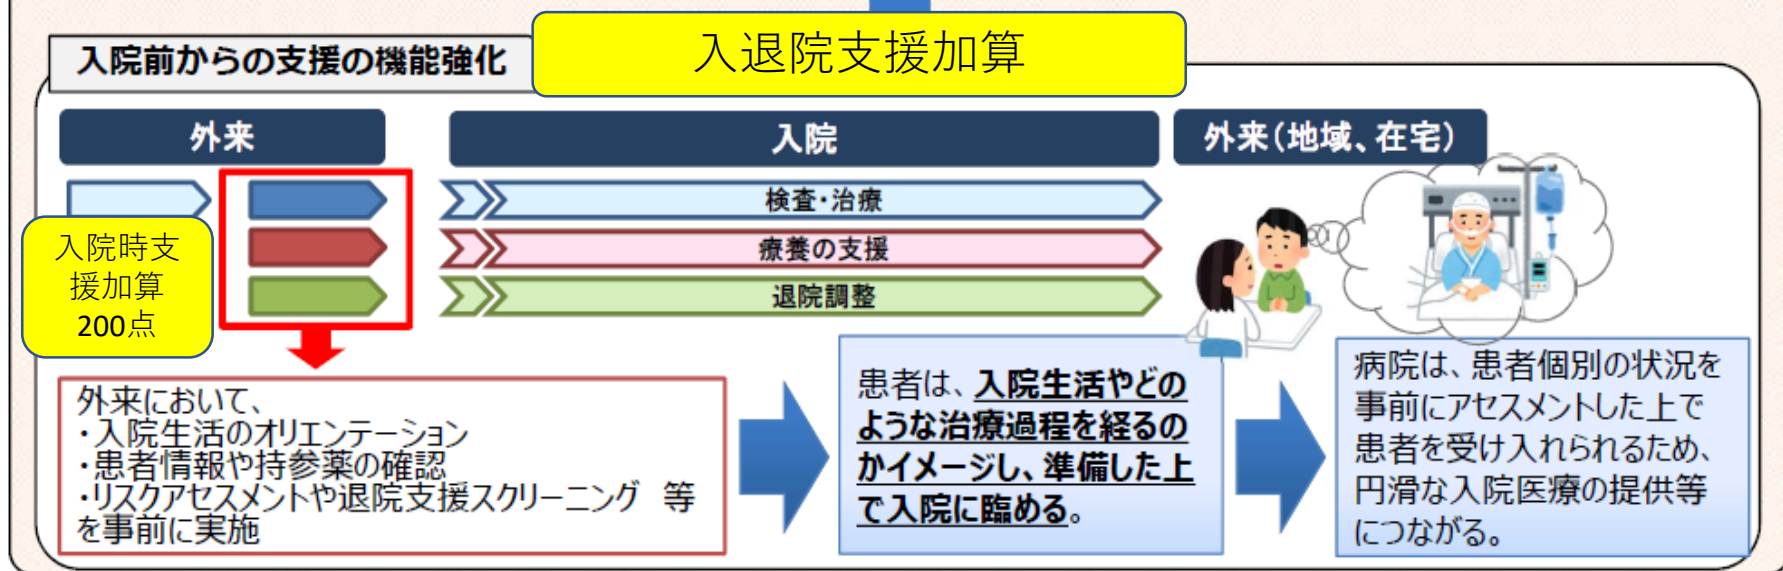 入院前からの支援の機能強化
入退院支援加算
外来
入院
外来(地域、在宅)
検査・治療
療養の支援
退院調整
入院時支
援加算
200点
外来において、
・入院生活のオリエンテーション
・患者情報や持参薬の確認
・リスクアセスメントや退院支援スクリーニング 等
を事前に実施
患者は、入院生活やどの
ような治療過程を経るの
かイメージし、準備した上
で入院に臨める。
病院は、患者個別の状況を
事前にアセスメントした上で
患者を受け入れられるため、
円滑な入院医療の提供等
につながる。